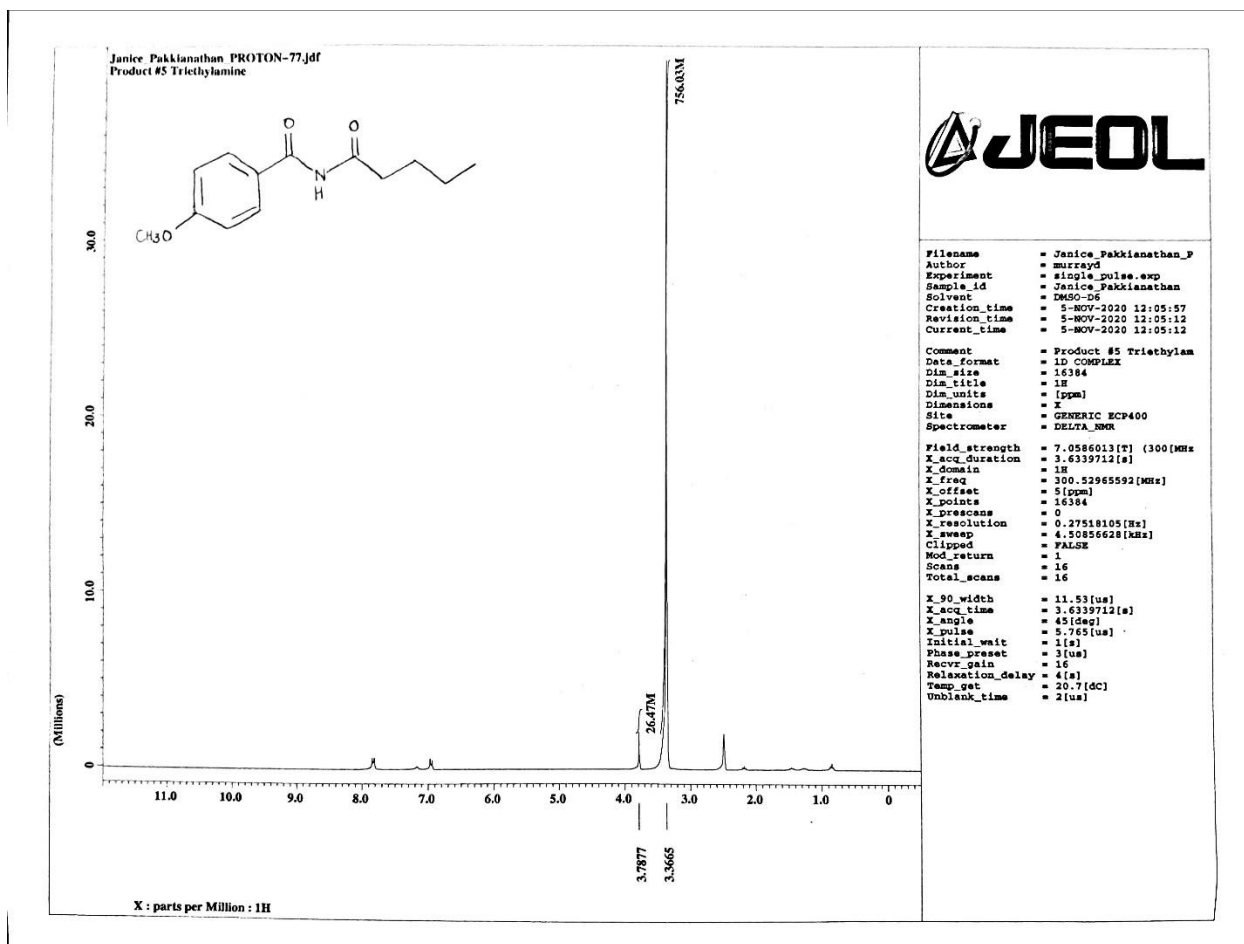 Janice_Pakkianathan_PROTON-77.jdf
Product #5 Triethylamine
O
O
N
H
CH3O
756.03M
26.47M
(Millions)
30.0
20.0
10.0
0
11.0 10.0 9.0 8.0 7.0 6.0 5.0 4.0 3.0 2.0 1.0 0
3.7877
3.3665
X : parts per Million : 1H
JEOL
Filename = Janice_Pakkianathan_P
Author = murrayd
Experiment = single_pulse.exp
Sample_id = Janice_Pakkianathan
Solvent = DMSO-D6
Creation_time = 5-NOV-2020 12:05:57
Revision_time = 5-NOV-2020 12:05:12
Current_time = 5-NOV-2020 12:05:12
Comment = Product #5 Triethylam
Data_format = 1D COMPLEX
Dim_size = 16384
Dim_title = 1H
Dim_units = [ppm]
Dimensions = X
Site = GENERIC ECP400
Spectrometer = DELTA_NMR
Field_strength = 7.0586013[T] (300[MHz
X_acq_duration = 3.6339712[s]
X_domain = 1H
X_freq = 300.52965592[MHz]
X_offset = 5[ppm]
X_points = 16384
X_prescans = 0
X_resolution = 0.27518105[Hz]
X_sweep = 4.50856628[kHz]
Clipped = FALSE
Mod_return = 1
Scans = 16
Total_scans = 16
X_90_width = 11.53[us]
X_acq_time = 3.6339712[s]
X_angle = 45[deg]
X_pulse = 5.765[us]
Initial_wait = 1[s]
Phase_preset = 3[us]
Recvr_gain = 16
Relaxation_delay = 4[s]
Temp_get = 20.7[dC]
Unblank_time = 2[us]